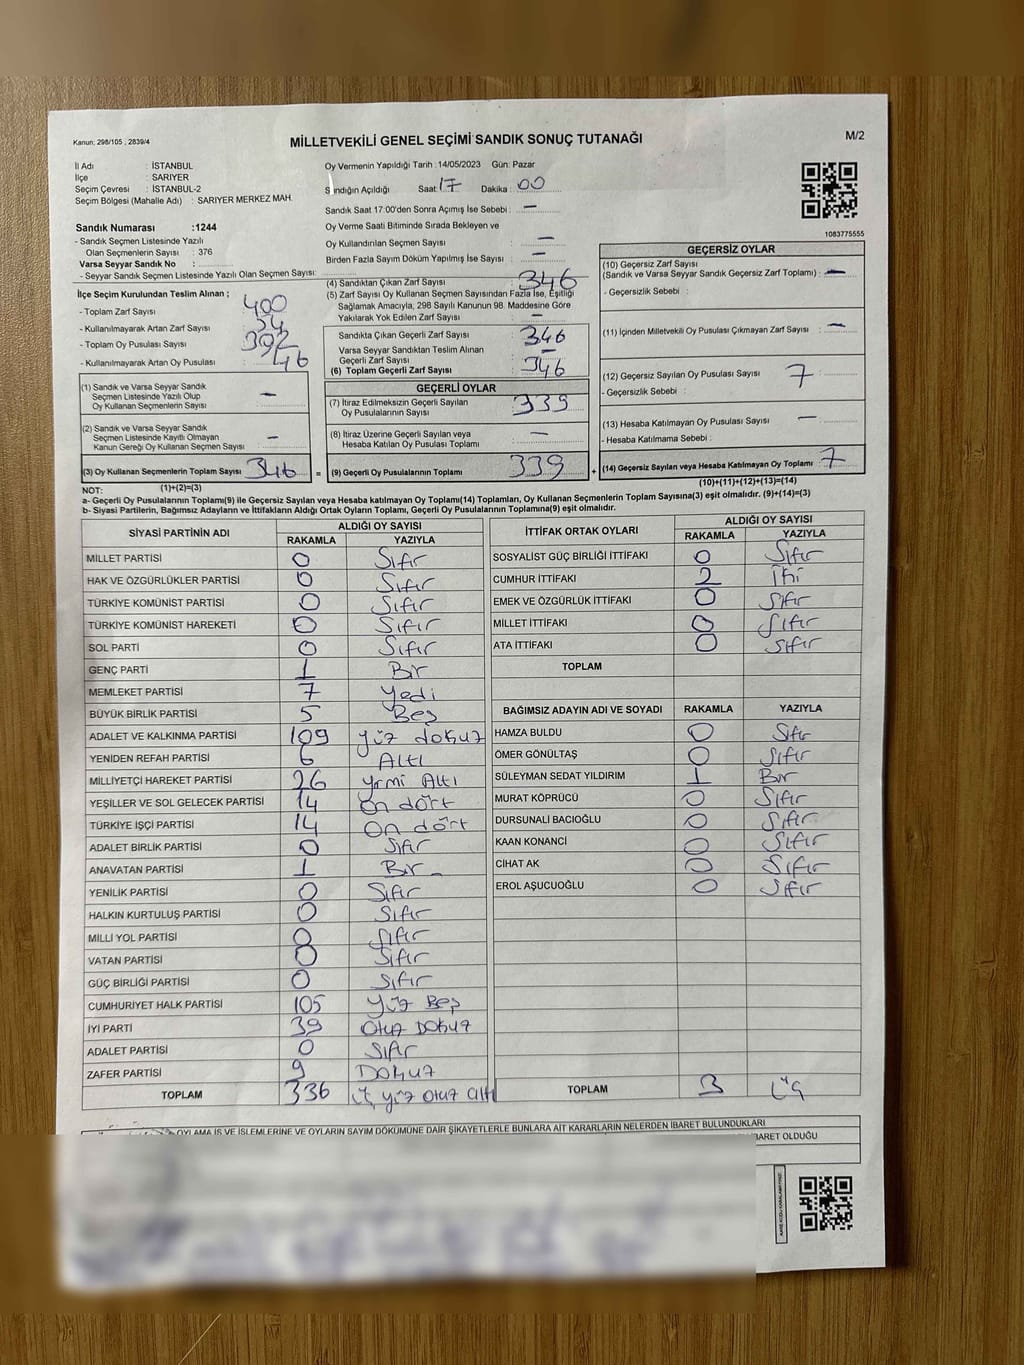 Kanun; 298/105 , 2839/4
MİLLETVEKİLİ GENEL SEÇİMİ SANDIK SONUÇ TUTANAĞI
M/2
İl Adı : İSTANBUL
İlçe : SARIYER
Seçim Çevresi : İSTANBUL-2
Seçim Bölgesi (Mahalle Adı) : SARIYER MERKEZ MAH.
Oy Vermenin Yapıldığı Tarih : 14/05/2023 Gün: Pazar
Sandığın Açıldığı Saat : 17 Dakika : 00
Sandık Saat 17:00'den Sonra Açımış İse Sebebi : —
Oy Verme Saati Bitiminde Sırada Bekleyen ve
Oy Kullandırılan Seçmen Sayısı : —
Birden Fazla Sayım Döküm Yapılmış İse Sayısı : —
1083775555
Sandık Numarası :1244
- Sandık Seçmen Listesinde Yazılı
Olan Seçmenlerin Sayısı : 376
Varsa Seyyar Sandık No :
- Seyyar Sandık Seçmen Listesinde Yazılı Olan Seçmen Sayısı:
İlçe Seçim Kurulundan Teslim Alınan ;
- Toplam Zarf Sayısı : 400
- Kullanılmayarak Artan Zarf Sayısı : 54
- Toplam Oy Pusulası Sayısı : 392
- Kullanılmayarak Artan Oy Pusulası : 46
(1) Sandık ve Varsa Seyyar Sandık
Seçmen Listesinde Yazılı Olup
Oy Kullanan Seçmenlerin Sayısı : —
(2) Sandık ve Varsa Seyyar Sandık
Seçmen Listesinde Kayıtlı Olmayan
Kanun Gereği Oy Kullanan Seçmen Sayısı : —
(3) Oy Kullanan Seçmenlerin Toplam Sayısı 346
(1)+(2)=(3)
(4) Sandıktan Çıkan Zarf Sayısı : 346
(5) Zarf Sayısı Oy Kullanan Seçmen Sayısından Fazla İse, Eşitliği
Sağlamak Amacıyla, 298 Sayılı Kanunun 98. Maddesine Göre
Yakılarak Yok Edilen Zarf Sayısı : —
Sandıkta Çıkan Geçerli Zarf Sayısı : 346
Varsa Seyyar Sandıktan Teslim Alınan
Geçerli Zarf Sayısı : —
(6) Toplam Geçerli Zarf Sayısı : 346
GEÇERLİ OYLAR
(7) İtiraz Edilmeksizin Geçerli Sayılan
Oy Pusulalarının Sayısı : 339
(8) İtiraz Üzerine Geçerli Sayılan veya
Hesaba Katılan Oy Pusulası Toplamı : —
= (9) Geçerli Oy Pusulalarının Toplamı : 339 +
GEÇERSİZ OYLAR
(10) Geçersiz Zarf Sayısı
(Sandık ve Varsa Seyyar Sandık Geçersiz Zarf Toplamı) : —
- Geçersizlik Sebebi :
(11) İçinden Milletvekili Oy Pusulası Çıkmayan Zarf Sayısı : —
(12) Geçersiz Sayılan Oy Pusulası Sayısı : 7
- Geçersizlik Sebebi :
(13) Hesaba Katılmayan Oy Pusulası Sayısı : —
- Hesaba Katılmama Sebebi :
(14) Geçersiz Sayılan veya Hesaba Katılmayan Oy Toplamı : 7
(10)+(11)+(12)+(13)=(14)
NOT:
a- Geçerli Oy Pusulalarının Toplamı(9) ile Geçersiz Sayılan veya Hesaba katılmayan Oy Toplamı(14) Toplamları, Oy Kullanan Seçmenlerin Toplam Sayısına(3) eşit olmalıdır. (9)+(14)=(3)
b- Siyasi Partilerin, Bağımsız Adayların ve İttifakların Aldığı Ortak Oyların Toplamı, Geçerli Oy Pusulalarının Toplamına(9) eşit olmalıdır.
SİYASİ PARTİNİN ADI ALDIĞI OY SAYISI
RAKAMLA YAZIYLA
MİLLET PARTİSİ 0 Sıfır
HAK VE ÖZGÜRLÜKLER PARTİSİ 0 Sıfır
TÜRKİYE KOMÜNİST PARTİSİ 0 Sıfır
TÜRKİYE KOMÜNİST HAREKETİ 0 Sıfır
SOL PARTİ 0 Sıfır
GENÇ PARTİ 1 Bir
MEMLEKET PARTİSİ 7 Yedi
BÜYÜK BİRLİK PARTİSİ 5 Beş
ADALET VE KALKINMA PARTİSİ 109 Yüz dokuz
YENİDEN REFAH PARTİSİ 6 Altı
MİLLİYETÇİ HAREKET PARTİSİ 26 yirmi Altı
YEŞİLLER VE SOL GELECEK PARTİSİ 14 On dört
TÜRKİYE İŞÇİ PARTİSİ 14 On dört
ADALET BİRLİK PARTİSİ 0 Sıfır
ANAVATAN PARTİSİ 1 Bir
YENİLİK PARTİSİ 0 Sıfır
HALKIN KURTULUŞ PARTİSİ 0 Sıfır
MİLLİ YOL PARTİSİ 0 Sıfır
VATAN PARTİSİ 0 Sıfır
GÜÇ BİRLİĞİ PARTİSİ 0 Sıfır
CUMHURİYET HALK PARTİSİ 105 Yüz Beş
İYİ PARTİ 39 Otuz Dokuz
ADALET PARTİSİ 0 Sıfır
ZAFER PARTİSİ 9 Dokuz
TOPLAM 336 üç yüz otuz altı
İTTİFAK ORTAK OYLARI ALDIĞI OY SAYISI
RAKAMLA YAZIYLA
SOSYALİST GÜÇ BİRLİĞİ İTTİFAKI 0 Sıfır
CUMHUR İTTİFAKI 2 İki
EMEK VE ÖZGÜRLÜK İTTİFAKI 0 Sıfır
MİLLET İTTİFAKI 0 Sıfır
ATA İTTİFAKI 0 Sıfır
TOPLAM
BAĞIMSIZ ADAYIN ADI VE SOYADI RAKAMLA YAZIYLA
HAMZA BULDU 0 Sıfır
ÖMER GÖNÜLTAŞ 0 Sıfır
SÜLEYMAN SEDAT YILDIRIM 1 Bir
MURAT KÖPRÜCÜ 0 Sıfır
DURSUNALİ BACIOĞLU 0 Sıfır
KAAN KONANCİ 0 Sıfır
CİHAT AK 0 Sıfır
EROL AŞUCUOĞLU 0 Sıfır
TOPLAM 3 Üç
OYLAMA İŞ VE İŞLEMLERİNE VE OYLARIN SAYIM DÖKÜMÜNE DAİR ŞİKAYETLERLE BUNLARA AİT KARARLARIN NELERDEN İBARET BULUNDUKLARI
İBARET OLDUĞU